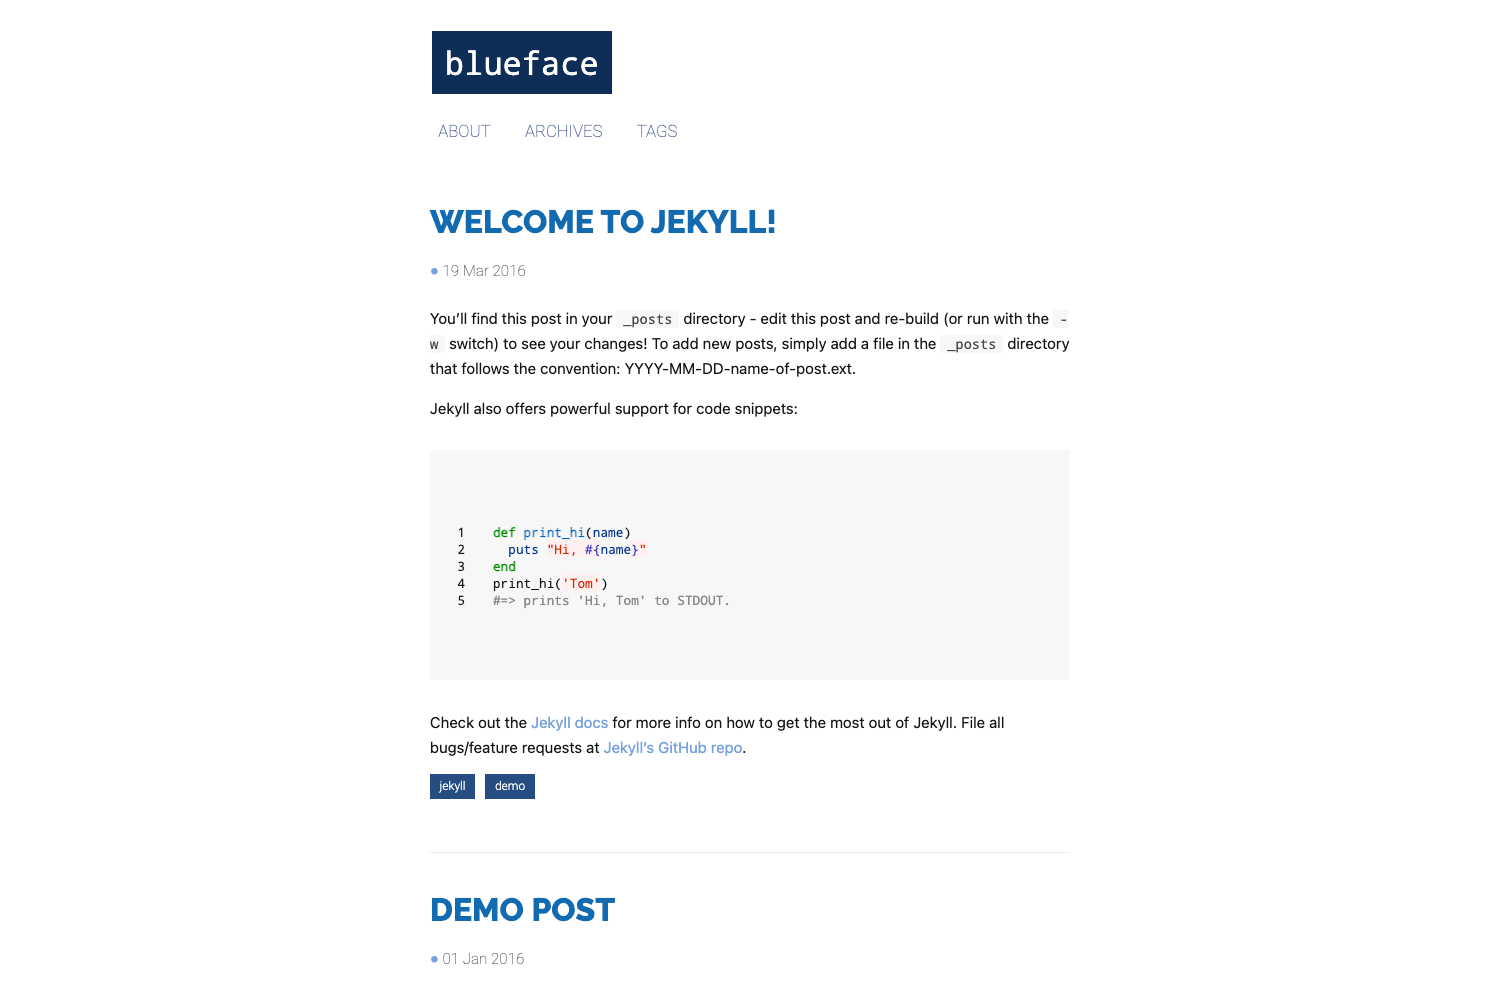 blueface
ABOUT ARCHIVES TAGS
WELCOME TO JEKYLL!
● 19 Mar 2016
You’ll find this post in your _posts directory - edit this post and re-build (or run with the -
w switch) to see your changes! To add new posts, simply add a file in the _posts directory
that follows the convention: YYYY-MM-DD-name-of-post.ext.
Jekyll also offers powerful support for code snippets:
1 def print_hi(name)
2   puts "Hi, #{name}"
3 end
4 print_hi('Tom')
5 #=> prints 'Hi, Tom' to STDOUT.
Check out the Jekyll docs for more info on how to get the most out of Jekyll. File all
bugs/feature requests at Jekyll’s GitHub repo.
jekyll demo
DEMO POST
● 01 Jan 2016